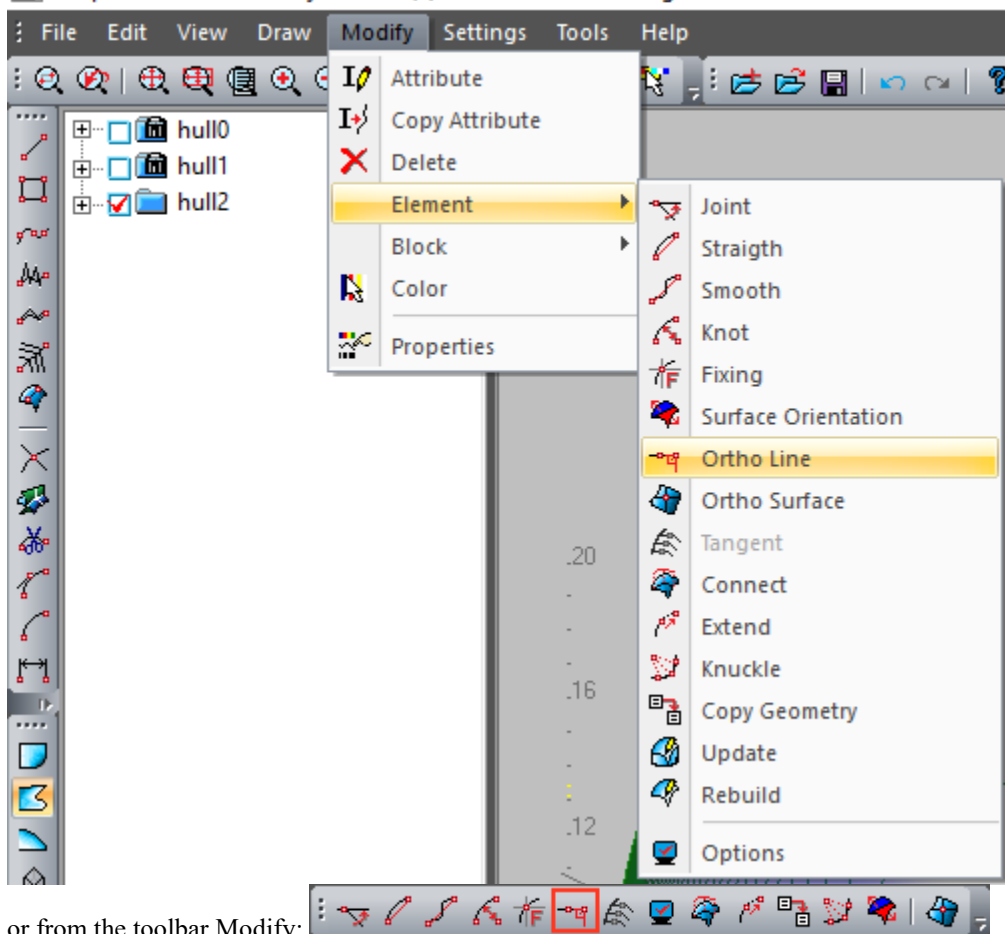 File Edit View Draw Modify Settings Tools Help
Attribute
Copy Attribute
Delete
Element
Block
Color
Properties
hull0
hull1
hull2
Joint
Straigth
Smooth
Knot
Fixing
Surface Orientation
Ortho Line
Ortho Surface
Tangent
Connect
Extend
Knuckle
Copy Geometry
Update
Rebuild
Options
.20
.16
.12
or from the toolbar Modify: